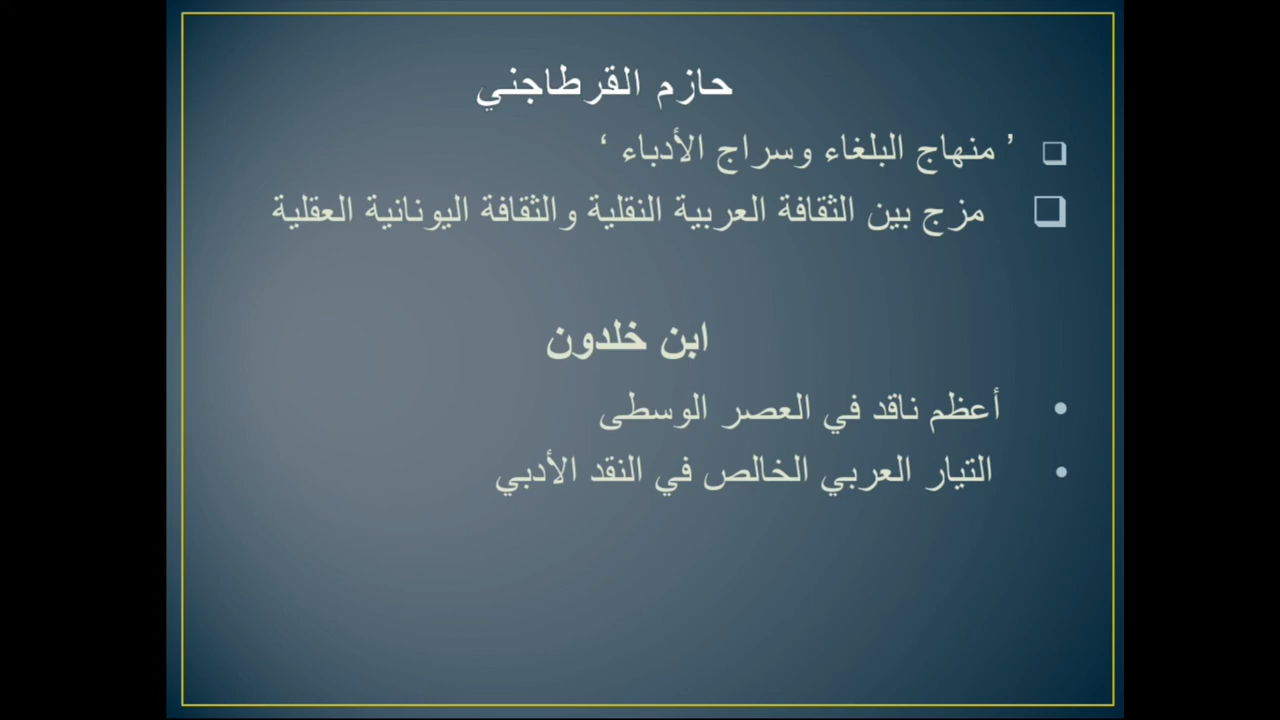 حازم القرطاجني
❑ ’ منهاج البلغاء وسراج الأدباء ‘
❑ مزج بين الثقافة العربية النقلية والثقافة اليونانية العقلية
ابن خلدون
• أعظم ناقد في العصر الوسطى
• التيار العربي الخالص في النقد الأدبي